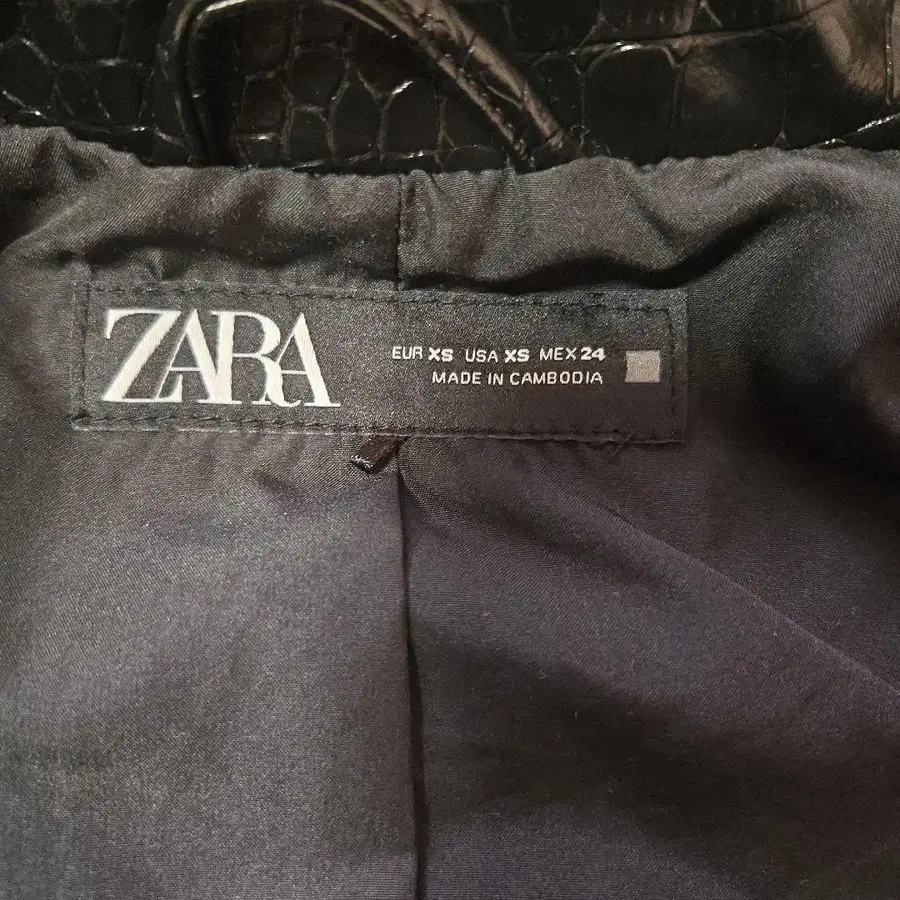 ZARA
EUR XS USA XS MEX 24
MADE IN CAMBODIA